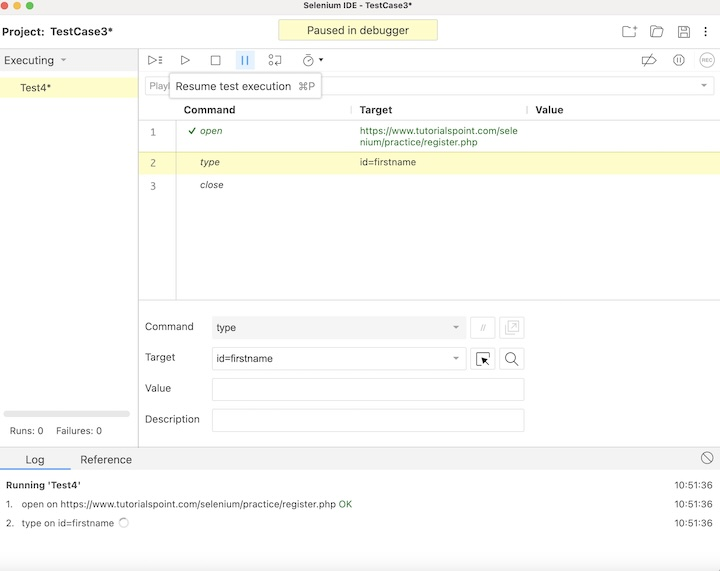 Selenium IDE - TestCase3*
Project: TestCase3*
Paused in debugger
Executing
REC
Test4*
Resume test execution ⌘P
Command Target Value
1 ✓ open https://www.tutorialspoint.com/sele
nium/practice/register.php
2 type id=firstname
3 close
Command type //
Target id=firstname
Value
Description
Runs: 0 Failures: 0
Log Reference
Running 'Test4' 10:51:36
1. open on https://www.tutorialspoint.com/selenium/practice/register.php OK 10:51:36
2. type on id=firstname 10:51:36